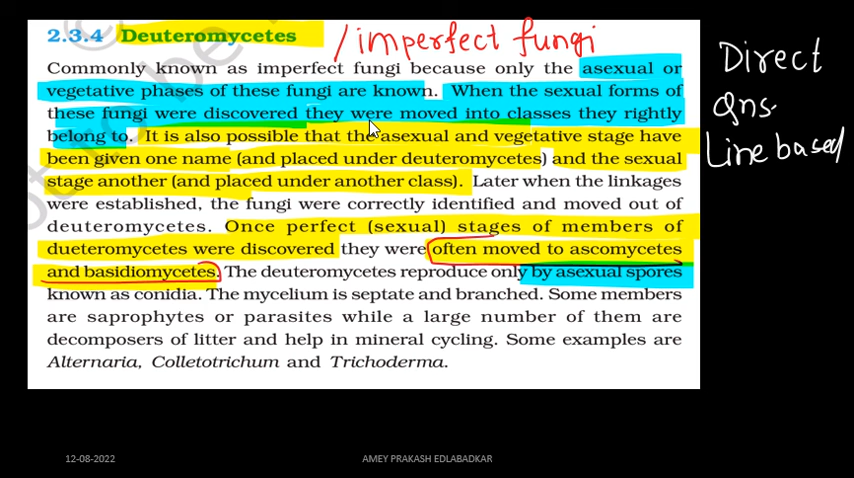 2.3.4 Deuteromycetes
/imperfect fungi
Commonly known as imperfect fungi because only the asexual or
vegetative phases of these fungi are known. When the sexual forms of
these fungi were discovered they were moved into classes they rightly
belong to. It is also possible that the asexual and vegetative stage have
been given one name (and placed under deuteromycetes) and the sexual
stage another (and placed under another class). Later when the linkages
were established, the fungi were correctly identified and moved out of
deuteromycetes. Once perfect (sexual) stages of members of
dueteromycetes were discovered they were often moved to ascomycetes
and basidiomycetes. The deuteromycetes reproduce only by asexual spores
known as conidia. The mycelium is septate and branched. Some members
are saprophytes or parasites while a large number of them are
decomposers of litter and help in mineral cycling. Some examples are
Alternaria, Colletotrichum and Trichoderma.
Direct
Qns.
Line based
12-08-2022
AMEY PRAKASH EDLABADKAR